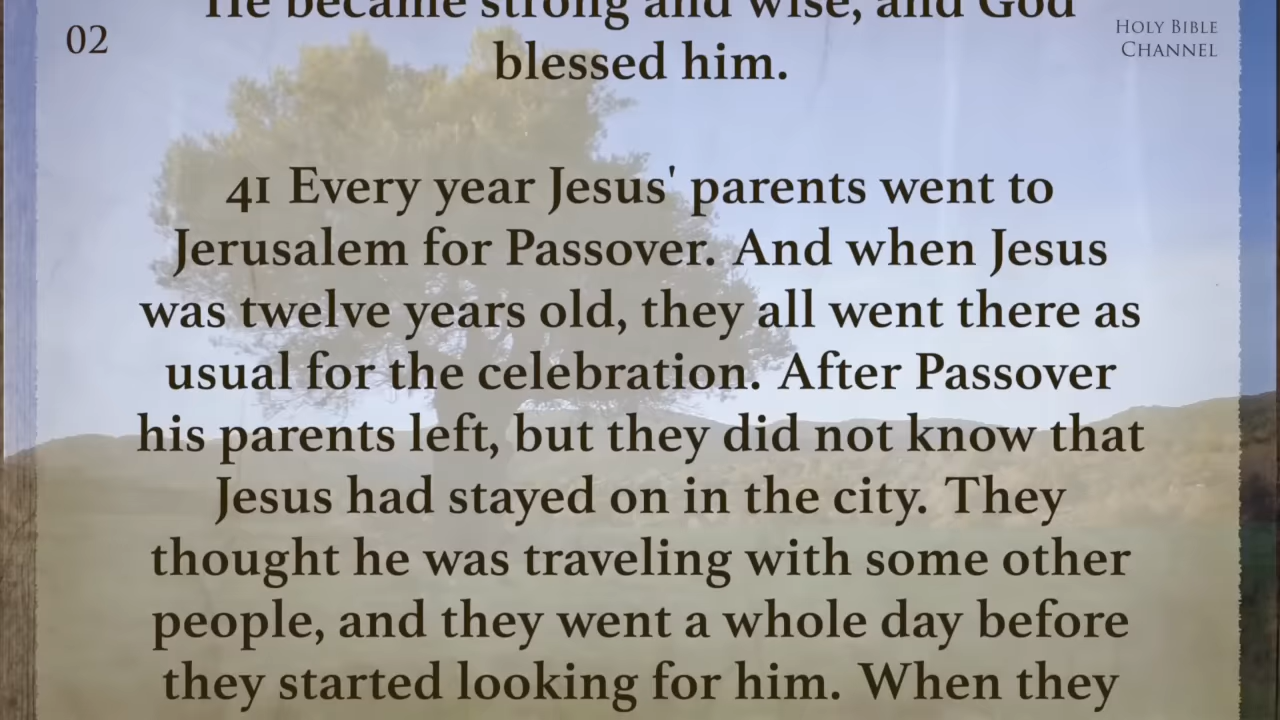 He became strong and wise, and God
02
HOLY BIBLE
CHANNEL
blessed him.
41 Every year Jesus' parents went to
Jerusalem for Passover. And when Jesus
was twelve years old, they all went there as
usual for the celebration. After Passover
his parents left, but they did not know that
Jesus had stayed on in the city. They
thought he was traveling with some other
people, and they went a whole day before
they started looking for him. When they